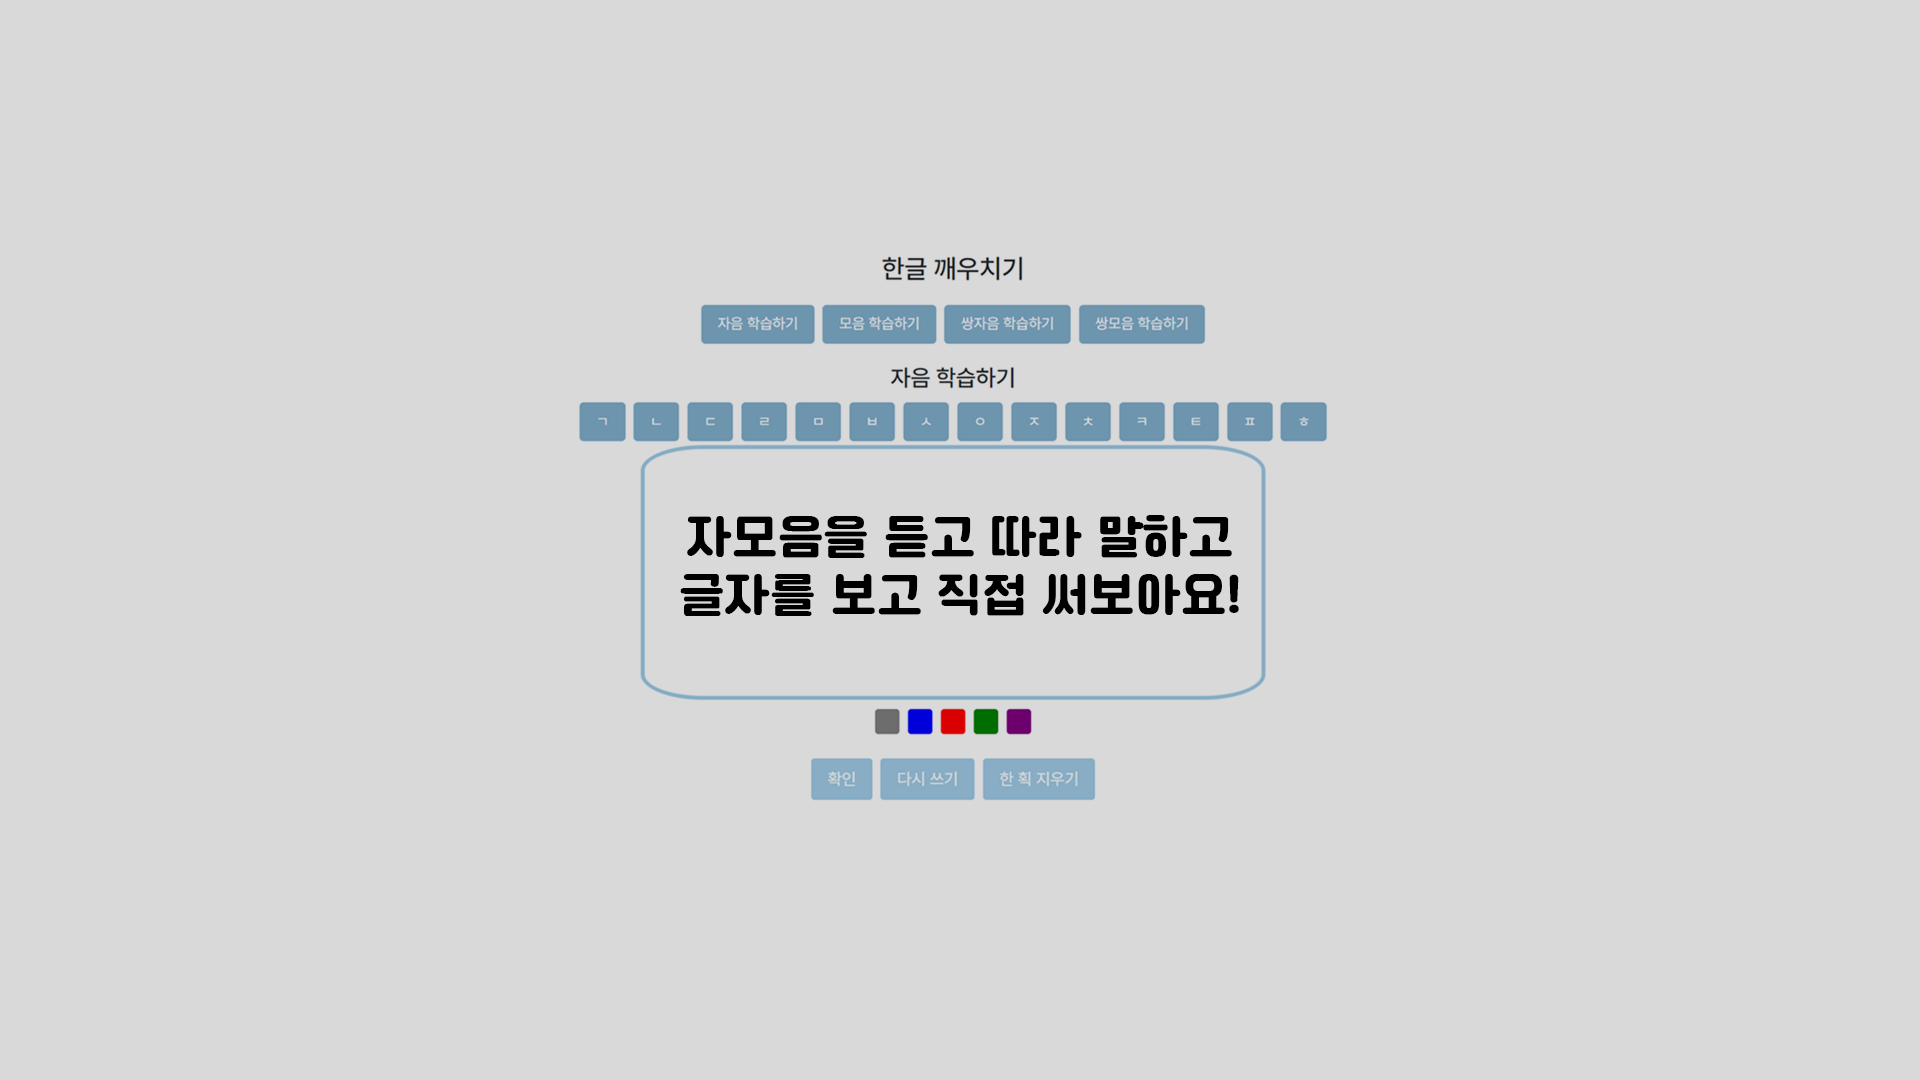 한글 깨우치기
자음 학습하기 모음 학습하기 쌍자음 학습하기 쌍모음 학습하기
자음 학습하기
ㄱ ㄴ ㄷ ㄹ ㅁ ㅂ ㅅ ㅇ ㅈ ㅊ ㅋ ㅌ ㅍ ㅎ
자모음을 듣고 따라 말하고
글자를 보고 직접 써보아요!
확인 다시 쓰기 한 획 지우기